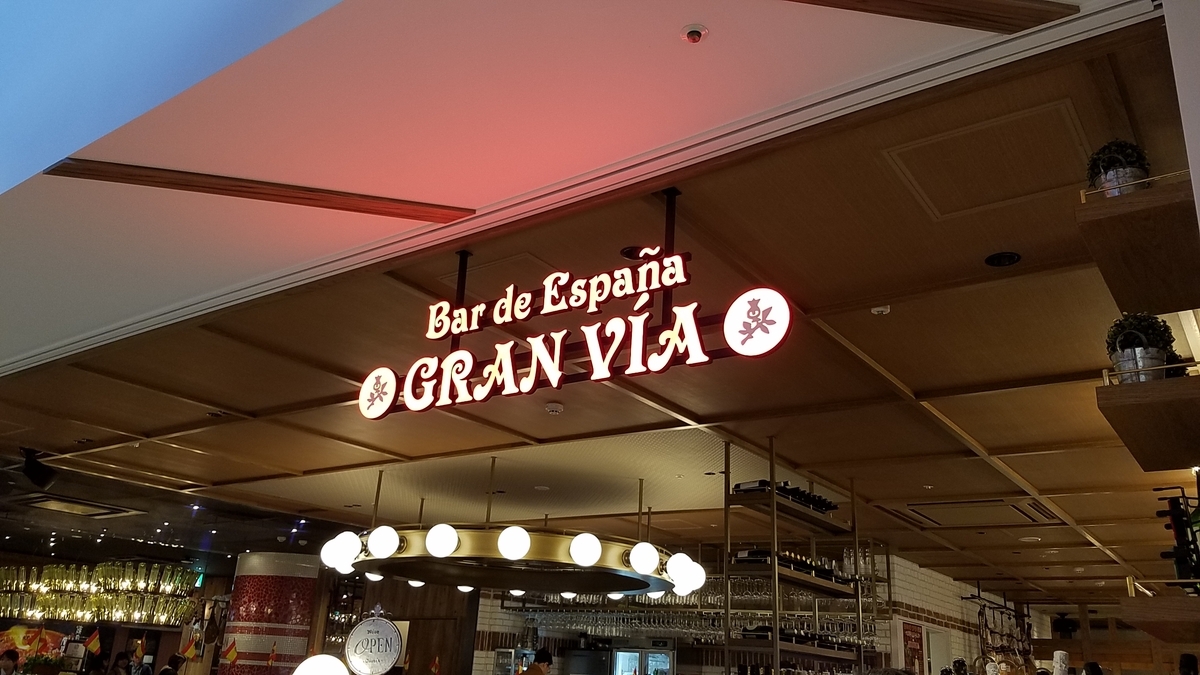 Bar de España
GRAN VÍA
OPEN